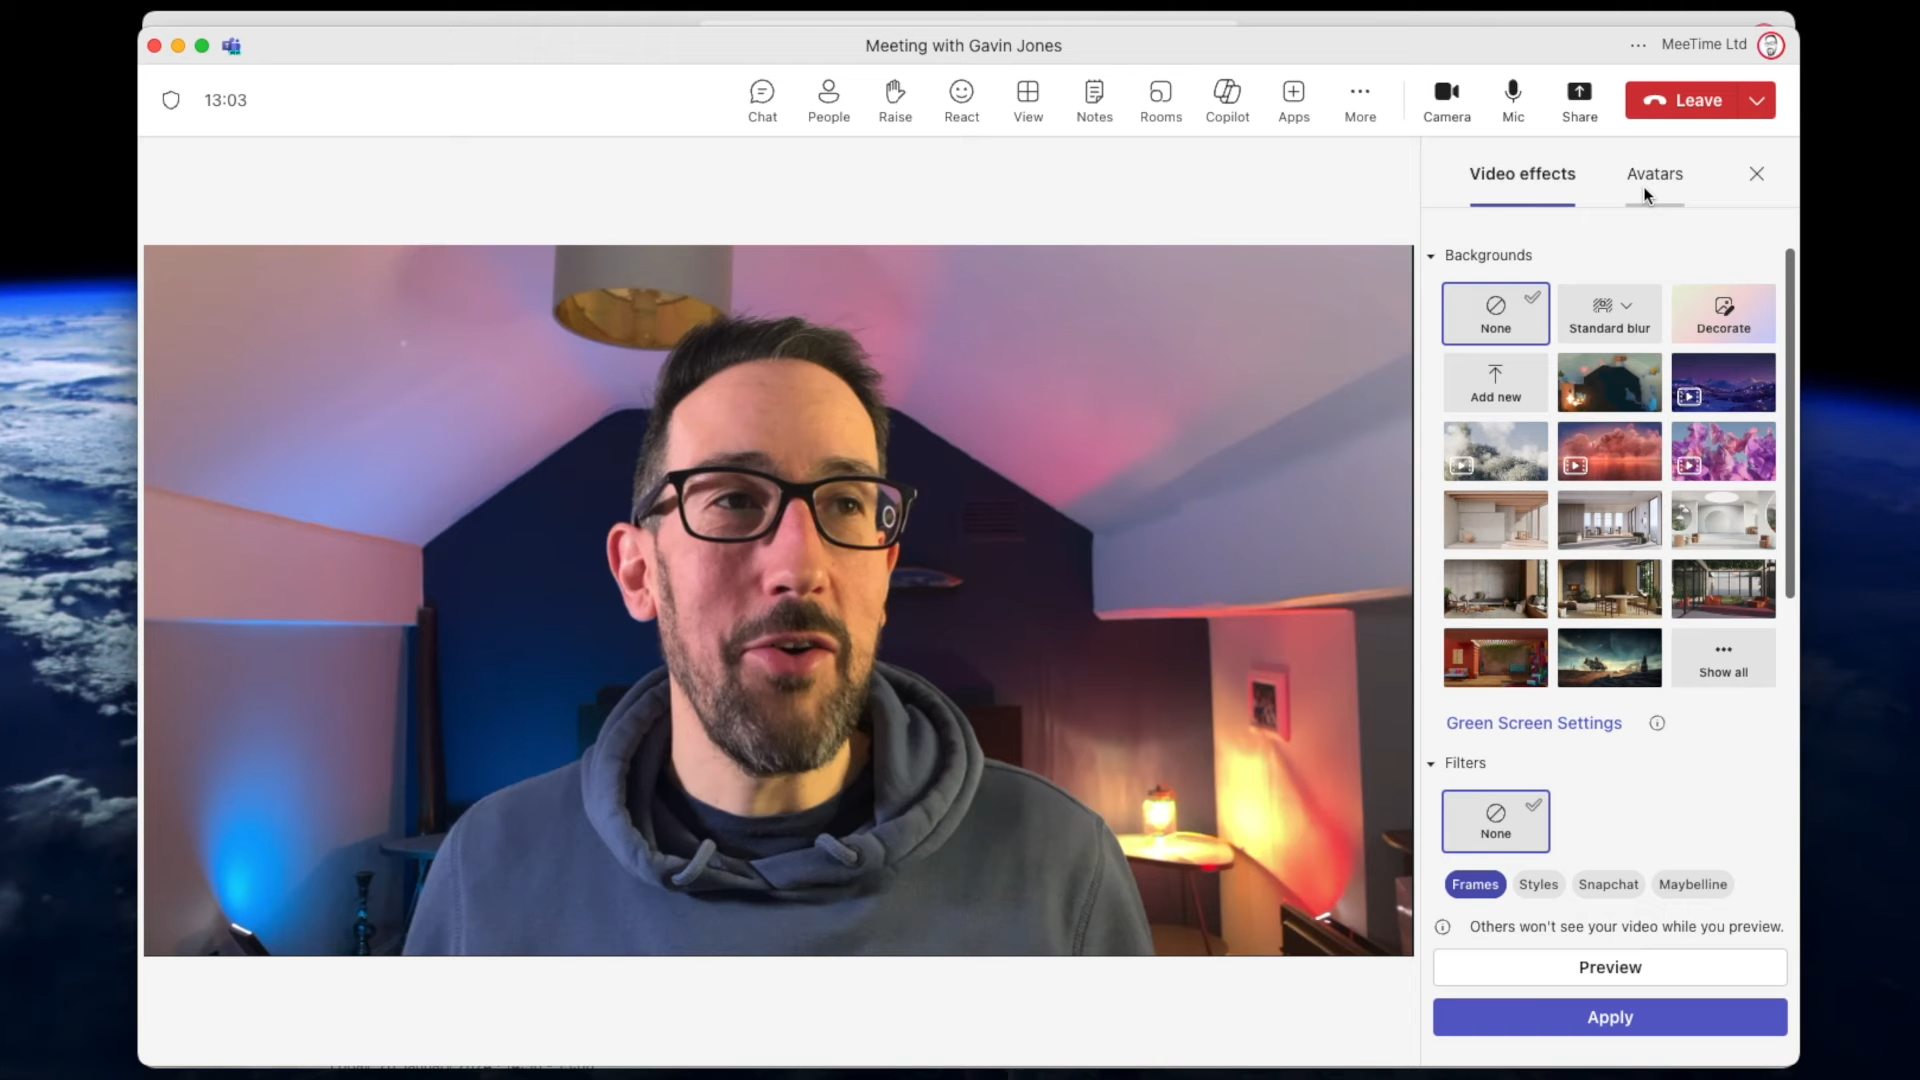 Meeting with Gavin Jones
MeeTime Ltd
13:03
Chat
People
Raise
React
View
Notes
Rooms
Copilot
Apps
More
Camera
Mic
Share
Leave
Video effects
Avatars
Backgrounds
None
Standard blur
Decorate
Add new
Show all
Green Screen Settings
Filters
None
Frames
Styles
Snapchat
Maybelline
Others won't see your video while you preview.
Preview
Apply